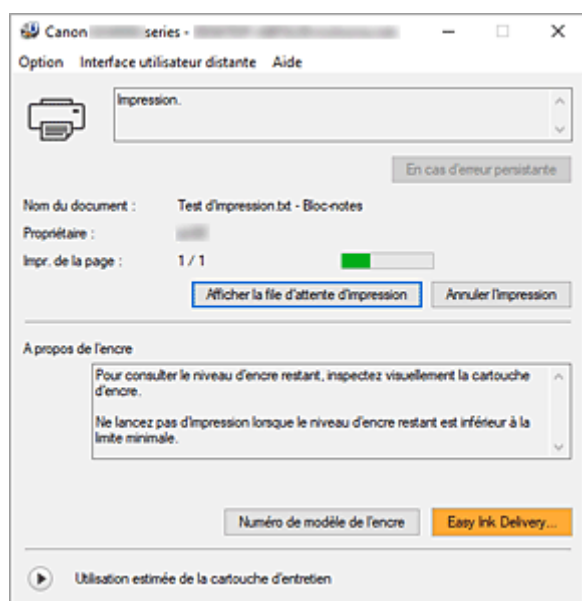 Canon series -
Option Interface utilisateur distante Aide
Impression.
En cas d'erreur persistante
Nom du document : Test d'impression.txt - Bloc-notes
Propriétaire :
Impr. de la page : 1 / 1
Afficher la file d'attente d'impression Annuler l'impression
A propos de l'encre
Pour consulter le niveau d'encre restant, inspectez visuellement la cartouche
d'encre.
Ne lancez pas d'impression lorsque le niveau d'encre restant est inférieur à la
limite minimale.
Numéro de modèle de l'encre Easy Ink Delivery...
Utilisation estimée de la cartouche d'entretien